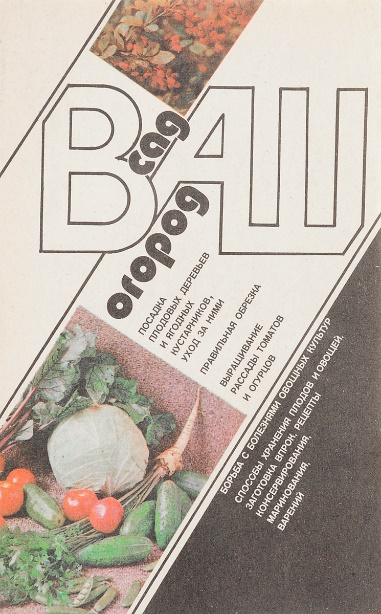 ВАШ
сад
огород
ПОСАДКА
ПЛОДОВЫХ ДЕРЕВЬЕВ
И ЯГОДНЫХ
КУСТАРНИКОВ,
УХОД ЗА НИМИ
ПРАВИЛЬНАЯ ОБРЕЗКА
ВЫРАЩИВАНИЕ
РАССАДЫ ТОМАТОВ
И ОГУРЦОВ
БОРЬБА С БОЛЕЗНЯМИ ОВОЩНЫХ КУЛЬТУР
СПОСОБЫ ХРАНЕНИЯ ПЛОДОВ И ОВОЩЕЙ.
ЗАГОТОВКА ВПРОК. РЕЦЕПТЫ
КОНСЕРВИРОВАНИЯ,
МАРИНОВАНИЯ,
ВАРЕНИЙ